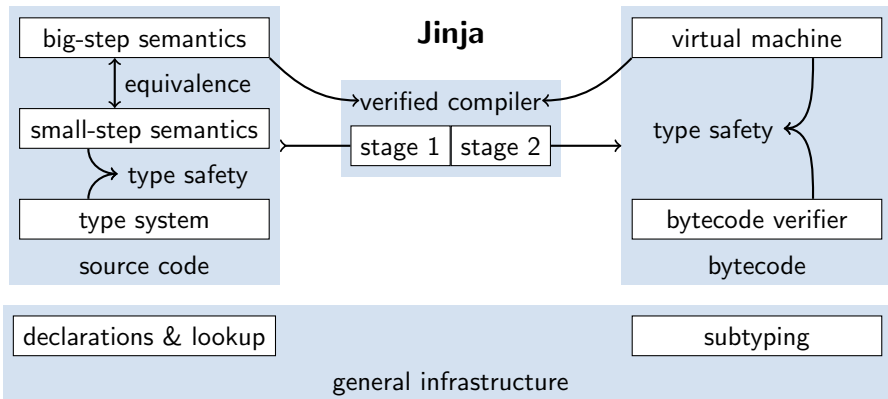 Jinja
big-step semantics
equivalence
small-step semantics
type safety
type system
source code
verified compiler
stage 1 stage 2
virtual machine
type safety
bytecode verifier
bytecode
declarations & lookup
subtyping
general infrastructure